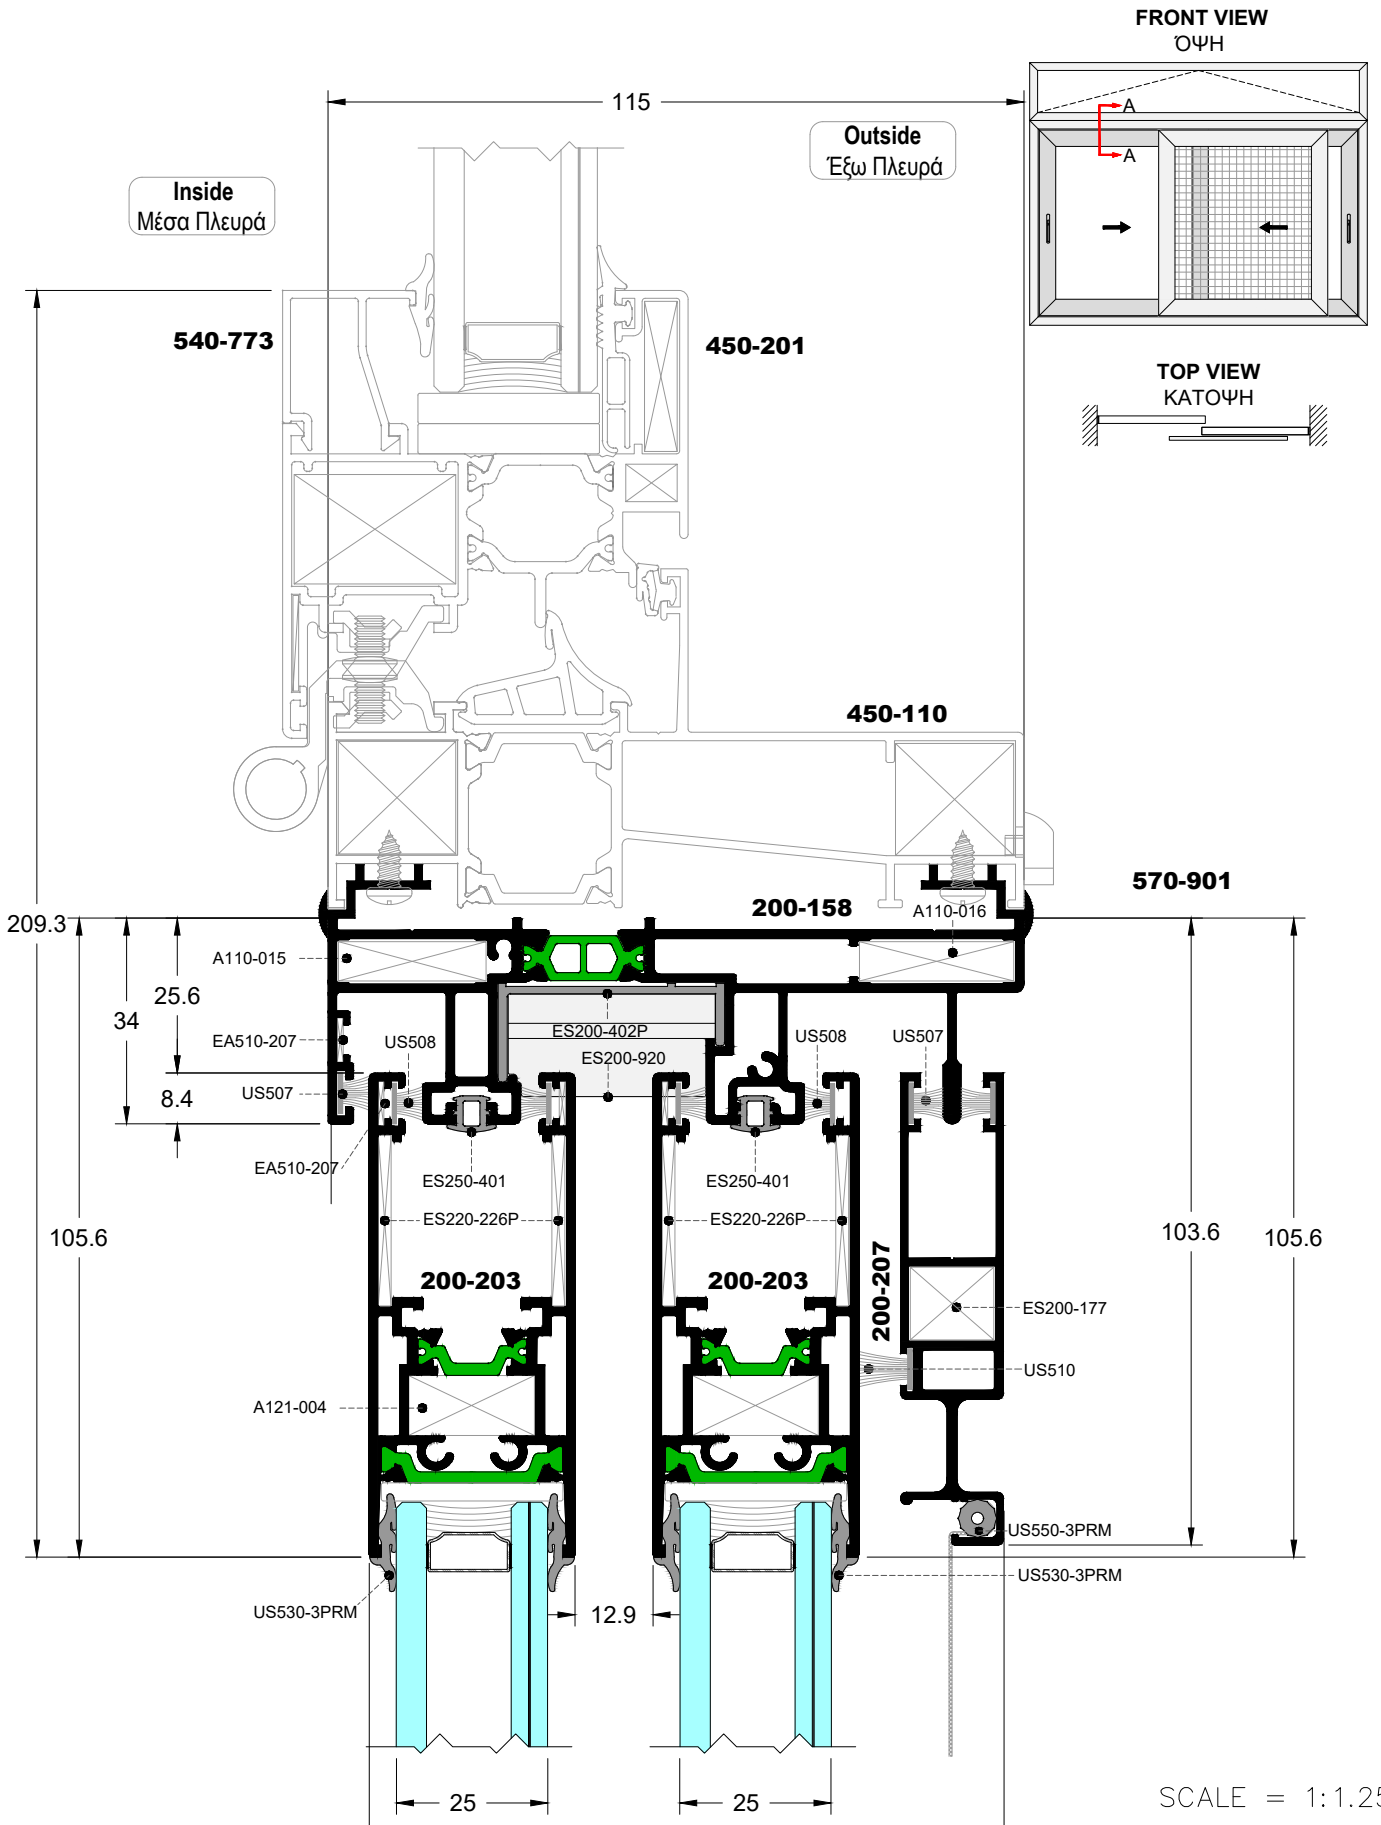 FRONT VIEW
ΌΨΗ
A
A
TOP VIEW
ΚΑΤΟΨΗ
115
Outside
Έξω Πλευρά
Inside
Μέσα Πλευρά
540-773
450-201
450-110
570-901
200-158
A110-016
209.3
A110-015
25.6
34
ES200-402P
EA510-207
US508
US508
US507
ES200-920
US507
8.4
EA510-207
ES250-401
ES250-401
ES220-226P
ES220-226P
105.6
103.6
105.6
200-203
200-203
200-207
ES200-177
US510
A121-004
US550-3PRM
US530-3PRM
US530-3PRM
12.9
25
25
SCALE = 1:1.25